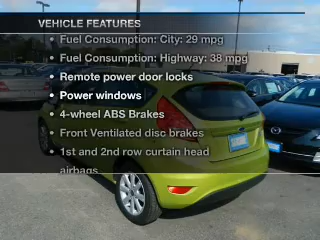 VEHICLE FEATURES
• Fuel Consumption: City: 29 mpg
• Fuel Consumption: Highway: 38 mpg
• Remote power door locks
• Power windows
• 4-wheel ABS Brakes
• Front Ventilated disc brakes
• 1st and 2nd row curtain head
airbags